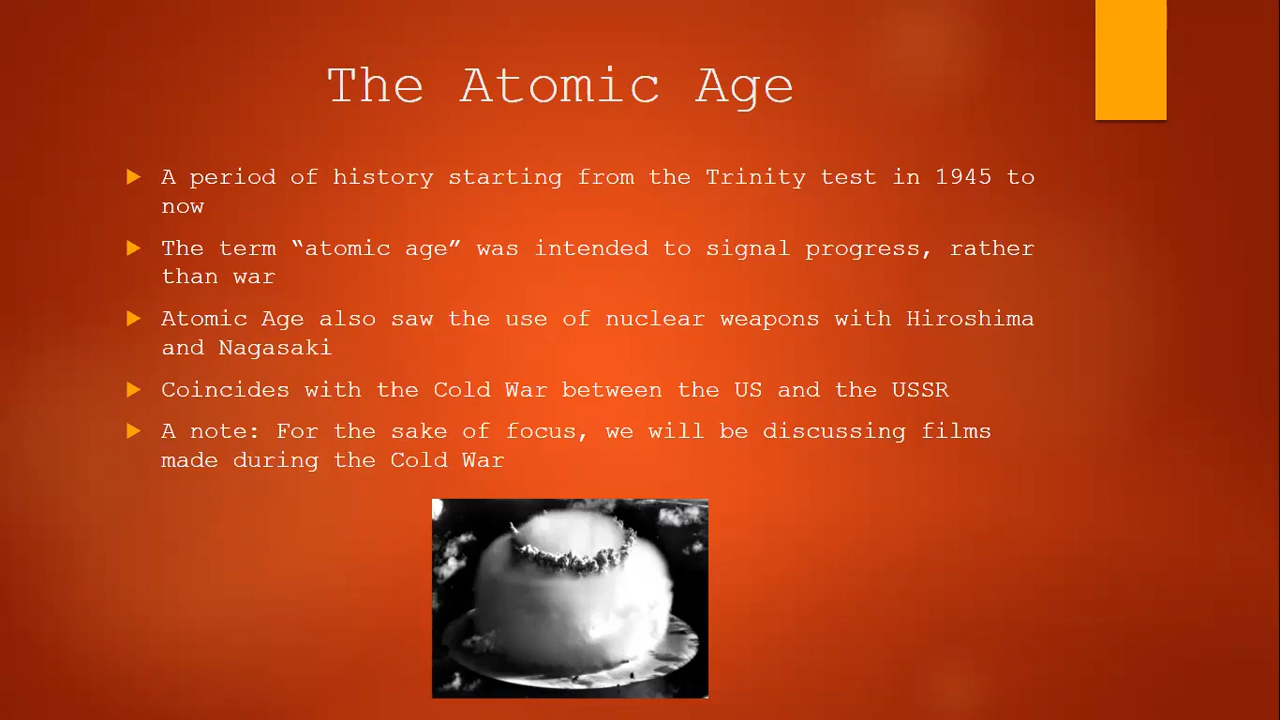 The Atomic Age
A period of history starting from the Trinity test in 1945 to
now
The term “atomic age” was intended to signal progress, rather
than war
Atomic Age also saw the use of nuclear weapons with Hiroshima
and Nagasaki
Coincides with the Cold War between the US and the USSR
A note: For the sake of focus, we will be discussing films
made during the Cold War